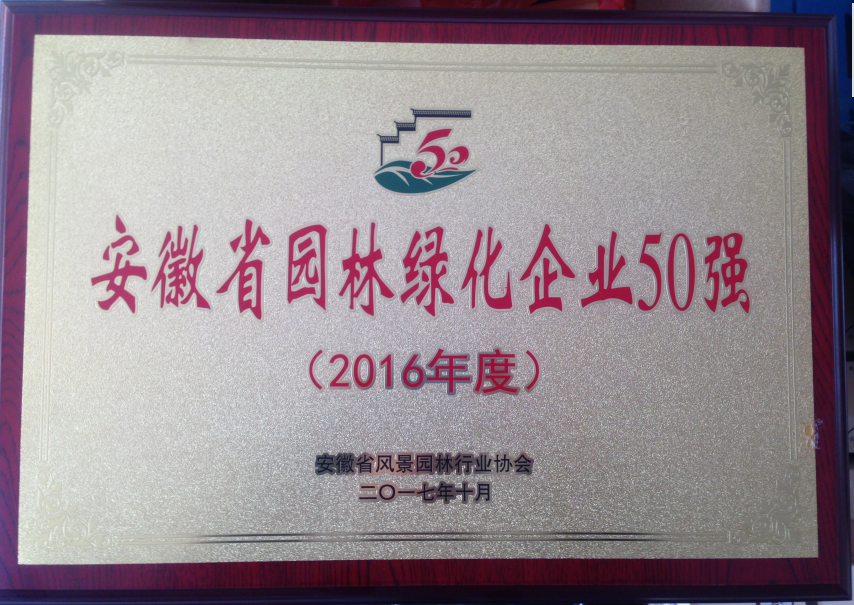 50
安徽省园林绿化企业50强
（2016年度）
安徽省风景园林行业协会
二〇一七年十月